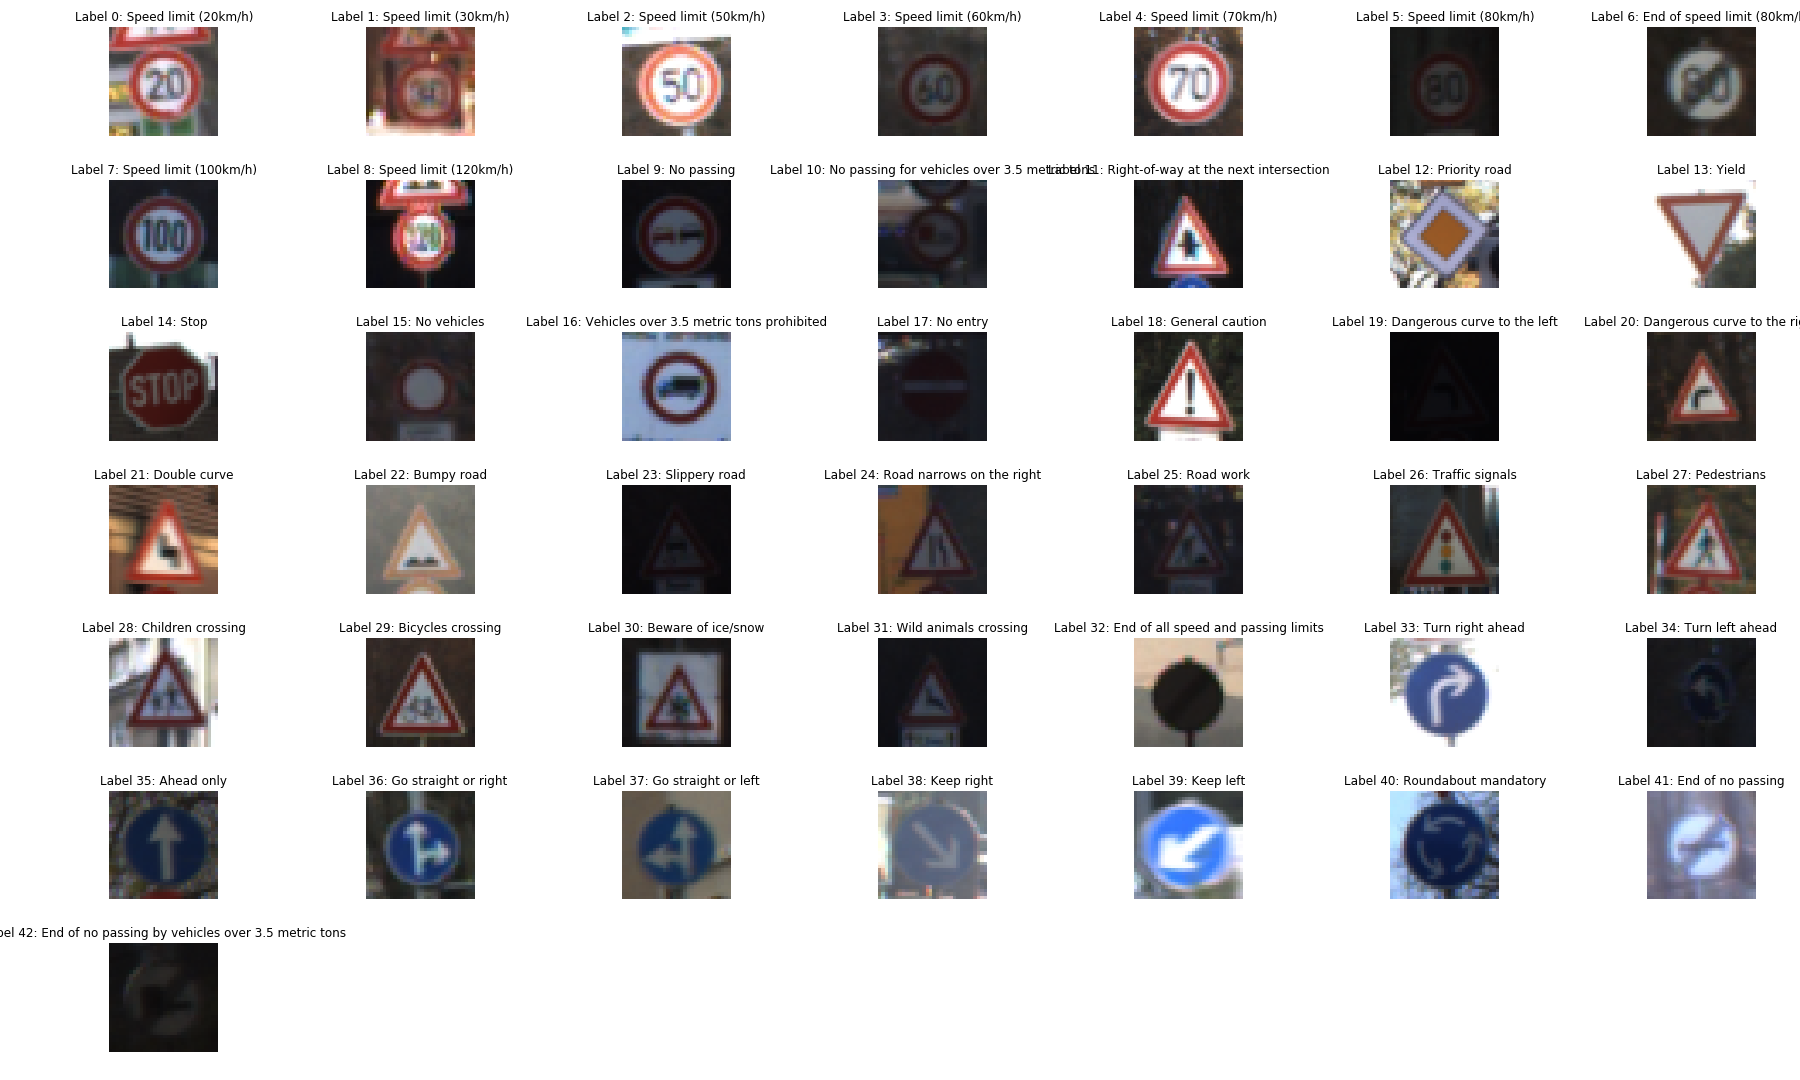 Label 0: Speed limit (20km/h)
Label 1: Speed limit (30km/h)
Label 2: Speed limit (50km/h)
Label 3: Speed limit (60km/h)
Label 4: Speed limit (70km/h)
Label 5: Speed limit (80km/h)
Label 6: End of speed limit (80km/
20
50
60
70
80
80
Label 7: Speed limit (100km/h)
Label 8: Speed limit (120km/h)
Label 9: No passing
Label 10: No passing for vehicles over 3.5 metric tons
Label 11: Right-of-way at the next intersection
Label 12: Priority road
Label 13: Yield
100
Label 14: Stop
Label 15: No vehicles
Label 16: Vehicles over 3.5 metric tons prohibited
Label 17: No entry
Label 18: General caution
Label 19: Dangerous curve to the left
Label 20: Dangerous curve to the rig
STOP
!
Label 21: Double curve
Label 22: Bumpy road
Label 23: Slippery road
Label 24: Road narrows on the right
Label 25: Road work
Label 26: Traffic signals
Label 27: Pedestrians
Label 28: Children crossing
Label 29: Bicycles crossing
Label 30: Beware of ice/snow
Label 31: Wild animals crossing
Label 32: End of all speed and passing limits
Label 33: Turn right ahead
Label 34: Turn left ahead
Label 35: Ahead only
Label 36: Go straight or right
Label 37: Go straight or left
Label 38: Keep right
Label 39: Keep left
Label 40: Roundabout mandatory
Label 41: End of no passing
bel 42: End of no passing by vehicles over 3.5 metric tons